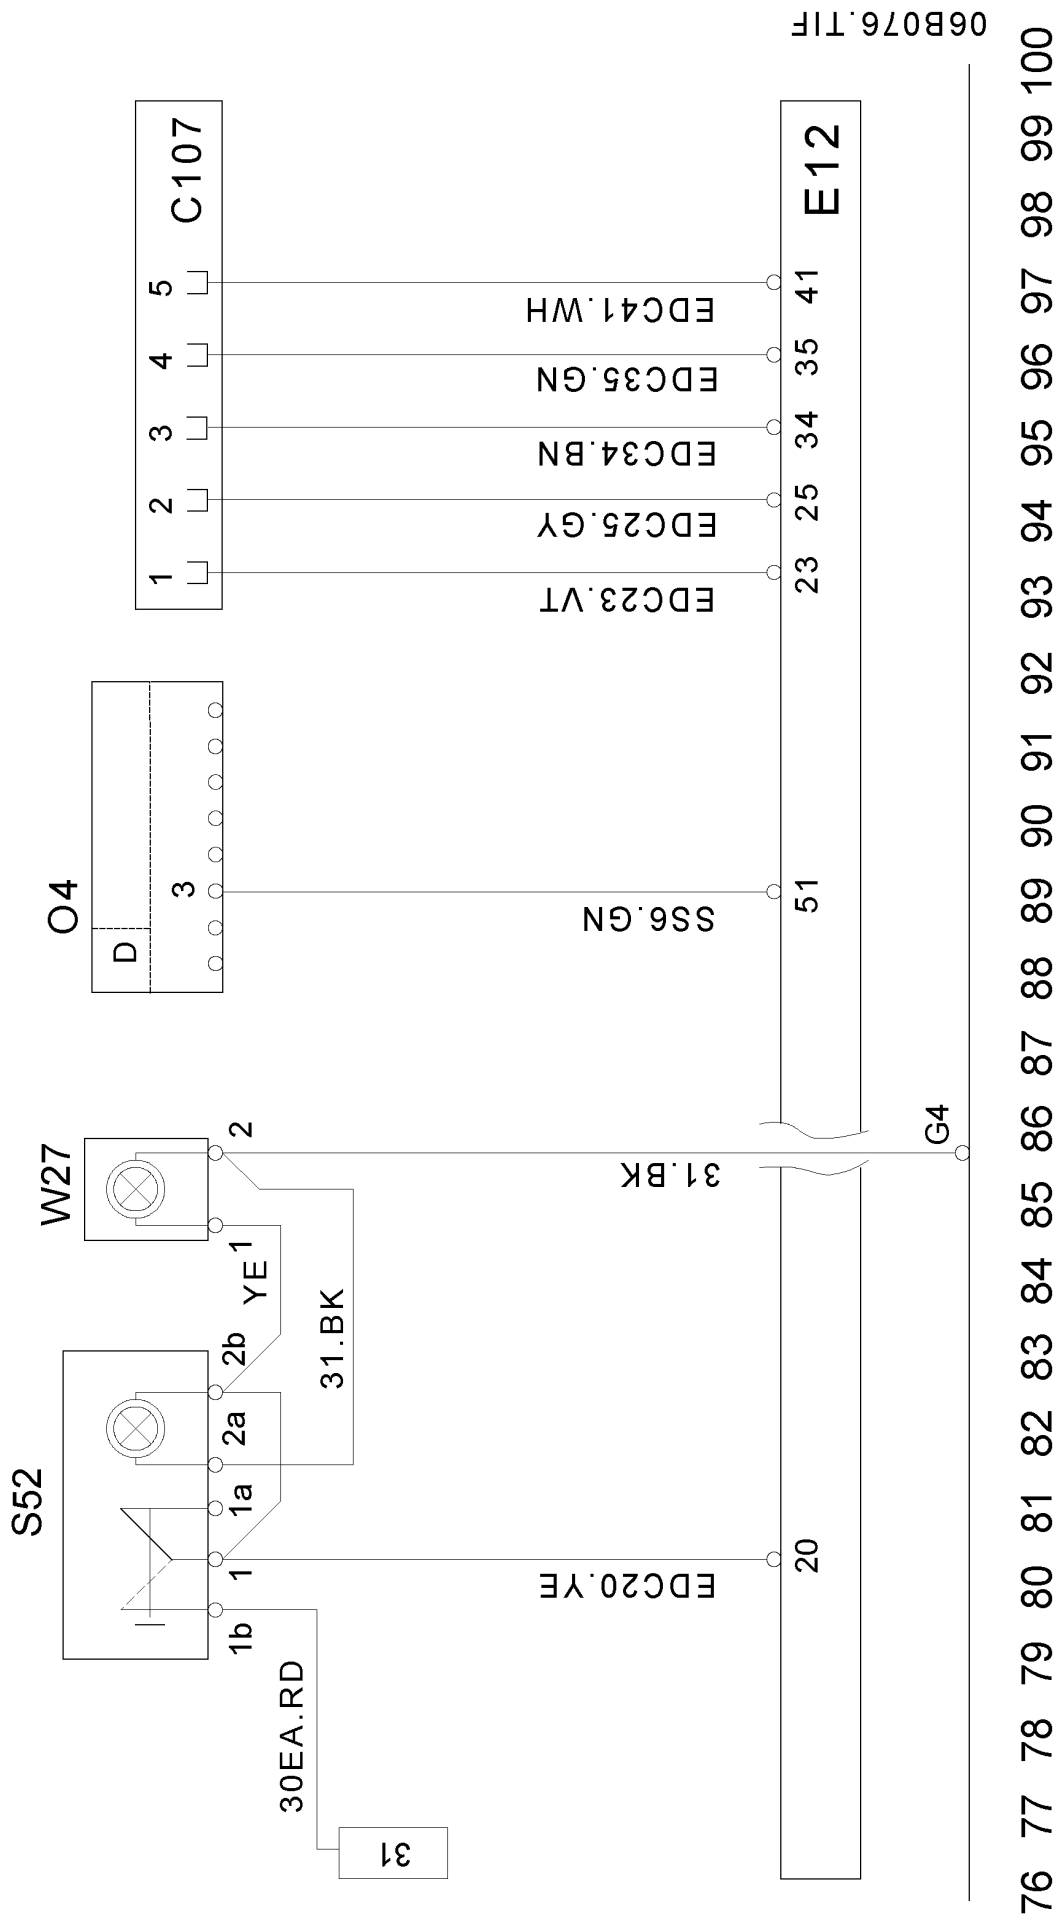 S52
W27
O4
D
3
C107
1
2
3
4
5
1b
1
1a
2a
2b
1
2
30EA.RD
31
YE
31.BK
EDC20.YE
31.BK
SS6.GN
EDC23.VT
EDC25.GY
EDC34.BN
EDC35.GN
EDC41.WH
20
51
23
25
34
35
41
E12
G4
06B076.TIF
76 77 78 79 80 81 82 83 84 85 86 87 88 89 90 91 92 93 94 95 96 97 98 99 100